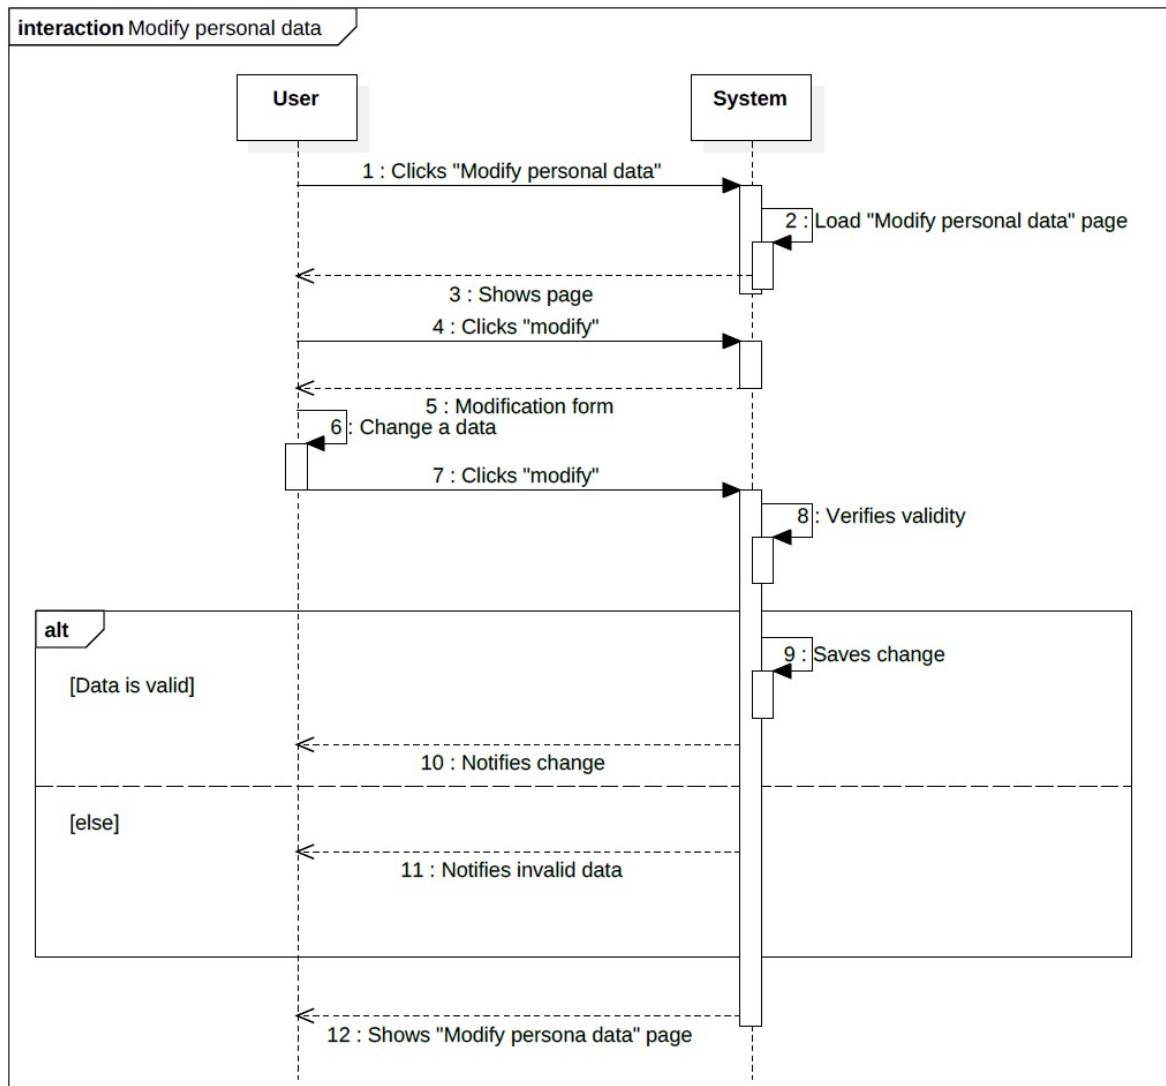 interaction Modify personal data
User
System
1 : Clicks "Modify personal data"
2 : Load "Modify personal data" page
3 : Shows page
4 : Clicks "modify"
5 : Modification form
6 : Change a data
7 : Clicks "modify"
8 : Verifies validity
alt
9 : Saves change
[Data is valid]
10 : Notifies change
[else]
11 : Notifies invalid data
12 : Shows "Modify persona data" page